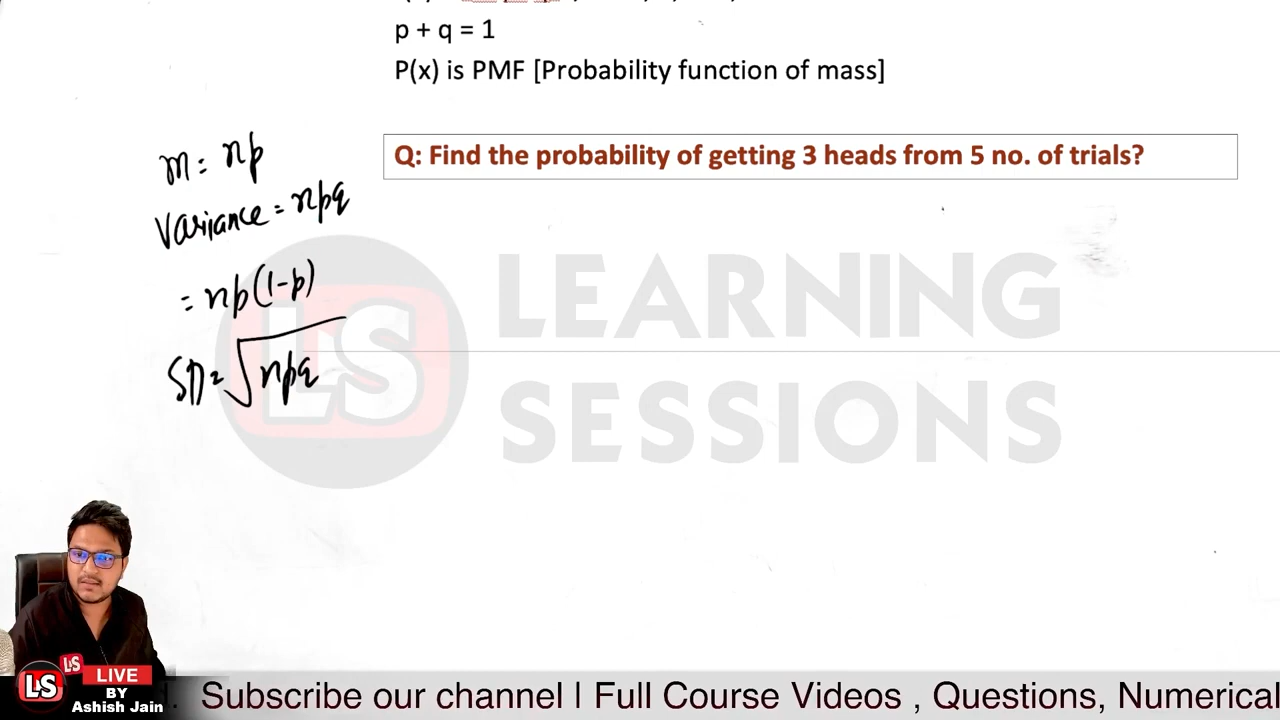 p + q = 1
P(x) is PMF [Probability function of mass]
Q: Find the probability of getting 3 heads from 5 no. of trials?
m = np
Variance = npq
= np(1-p)
SD = √npq
LS
LEARNING
SESSIONS
LS
LS
LIVE
BY
Ashish Jain
. Subscribe our channel | Full Course Videos , Questions, Numerical